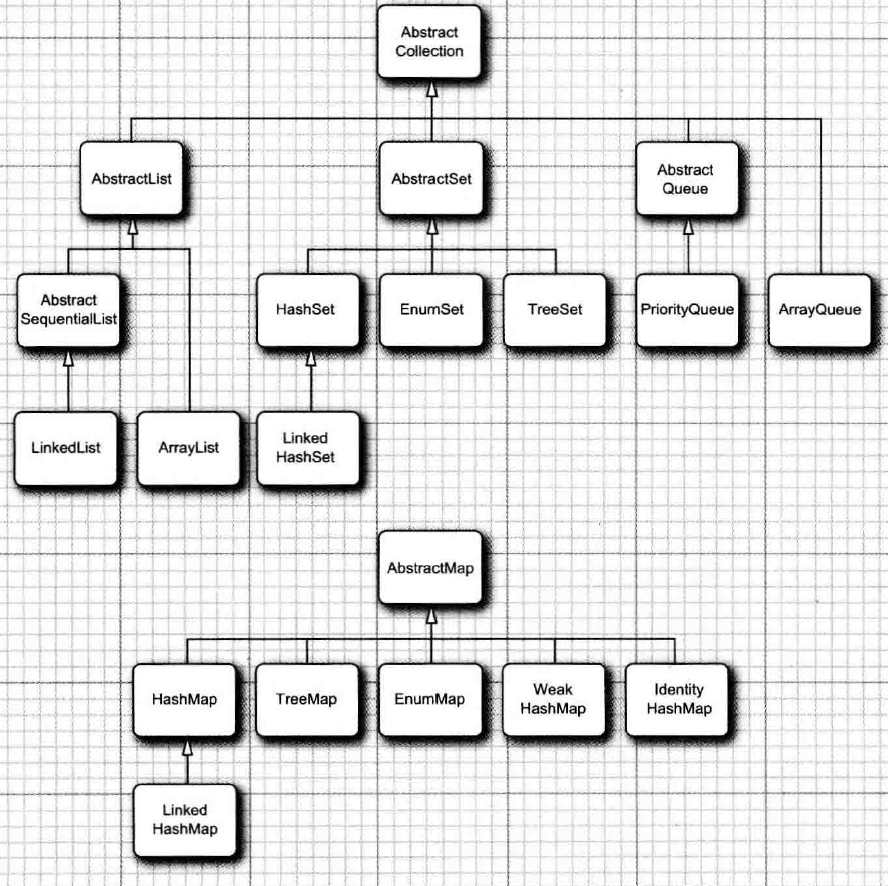 Abstract
Collection
AbstractList
AbstractSet
Abstract
Queue
Abstract
SequentialList
HashSet
EnumSet
TreeSet
PriorityQueue
ArrayQueue
LinkedList
ArrayList
Linked
HashSet
AbstractMap
HashMap
TreeMap
EnumMap
Weak
HashMap
Identity
HashMap
Linked
HashMap